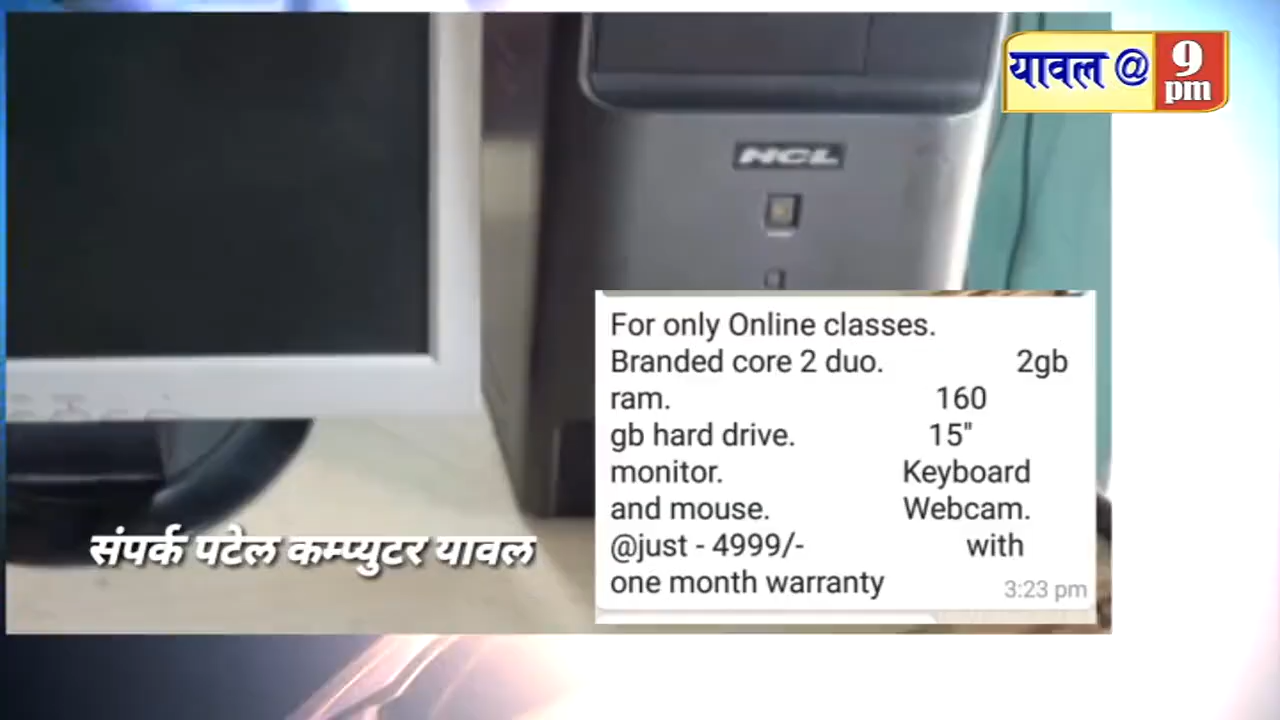 यावल @ 9 pm
HCL
For only Online classes.
Branded core 2 duo. 2gb
ram. 160
gb hard drive. 15"
monitor. Keyboard
and mouse. Webcam.
@just - 4999/- with
one month warranty
3:23 pm
संपर्क पटेल कम्प्युटर यावल